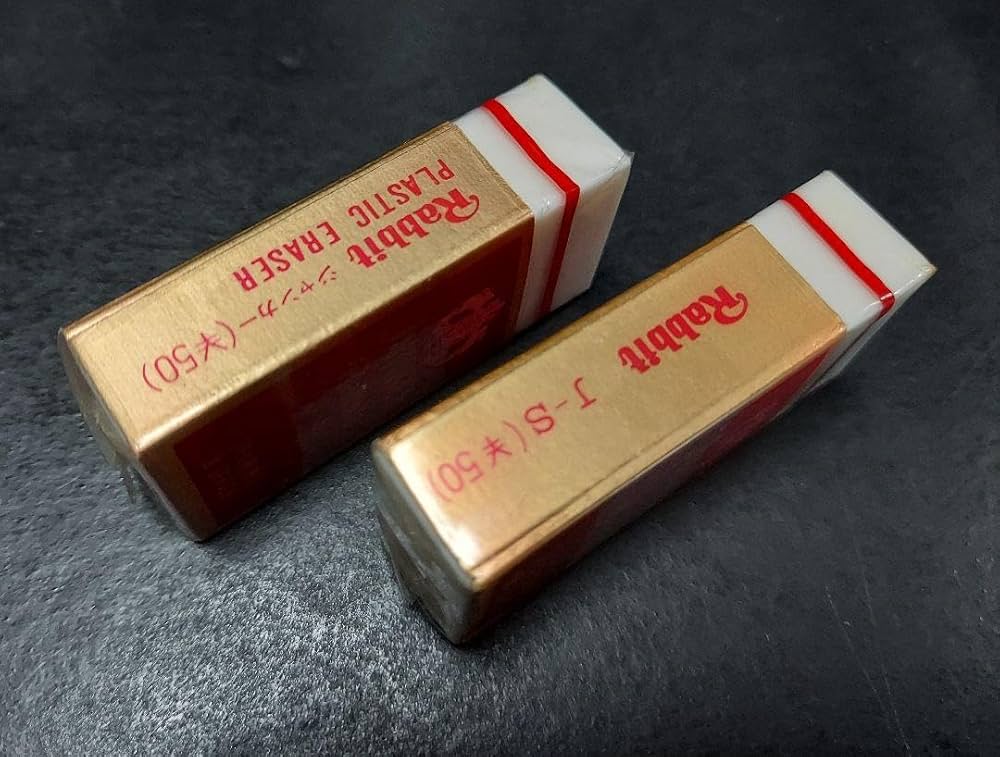 Rabbit ジャンカー(¥50)
PLASTIC ERASER
Rabbit J-S(¥50)